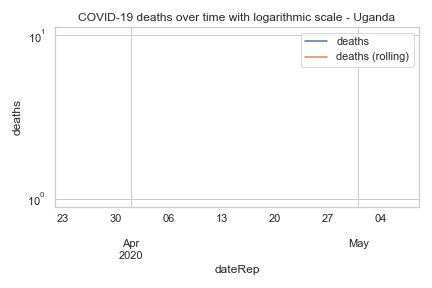 COVID-19 deaths over time with logarithmic scale - Uganda
deaths
deaths (rolling)
10¹
deaths
10⁰
23 30 06 13 20 27 04
Apr May
2020
dateRep